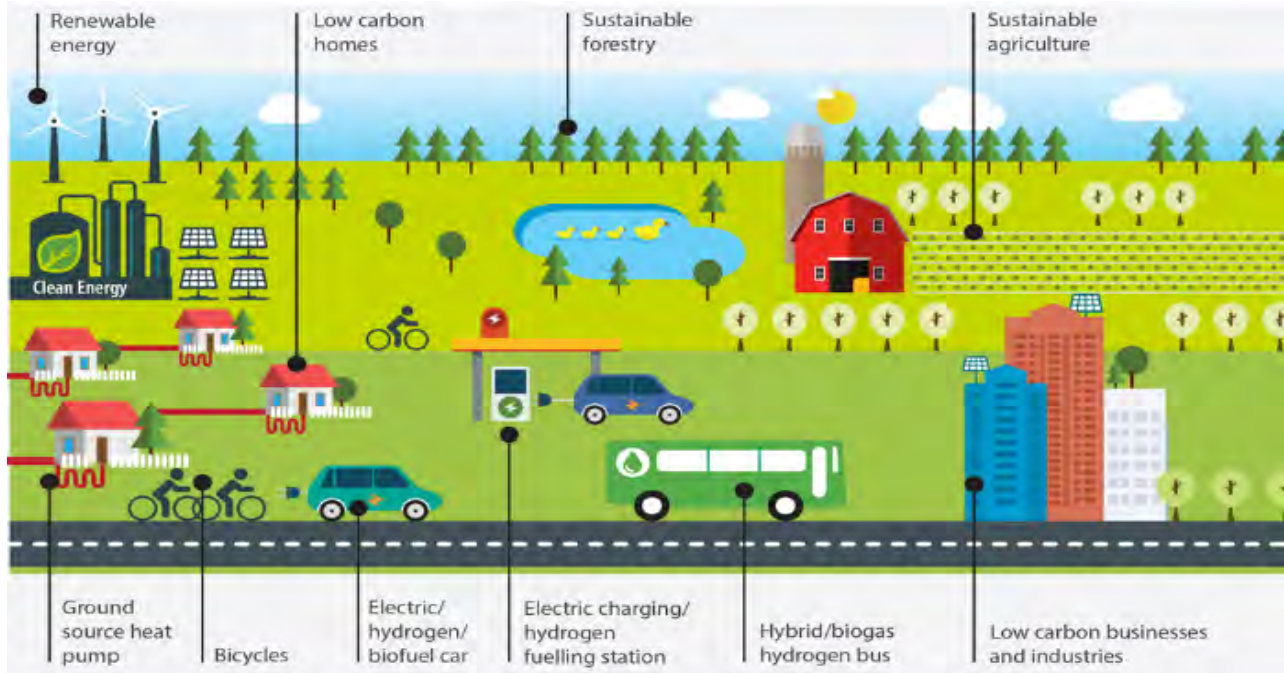 Renewable
energy
Low carbon
homes
Sustainable
forestry
Sustainable
agriculture
Clean Energy
Ground
source heat
pump
Bicycles
Electric/
hydrogen/
biofuel car
Electric charging/
hydrogen
fuelling station
Hybrid/biogas
hydrogen bus
Low carbon businesses
and industries